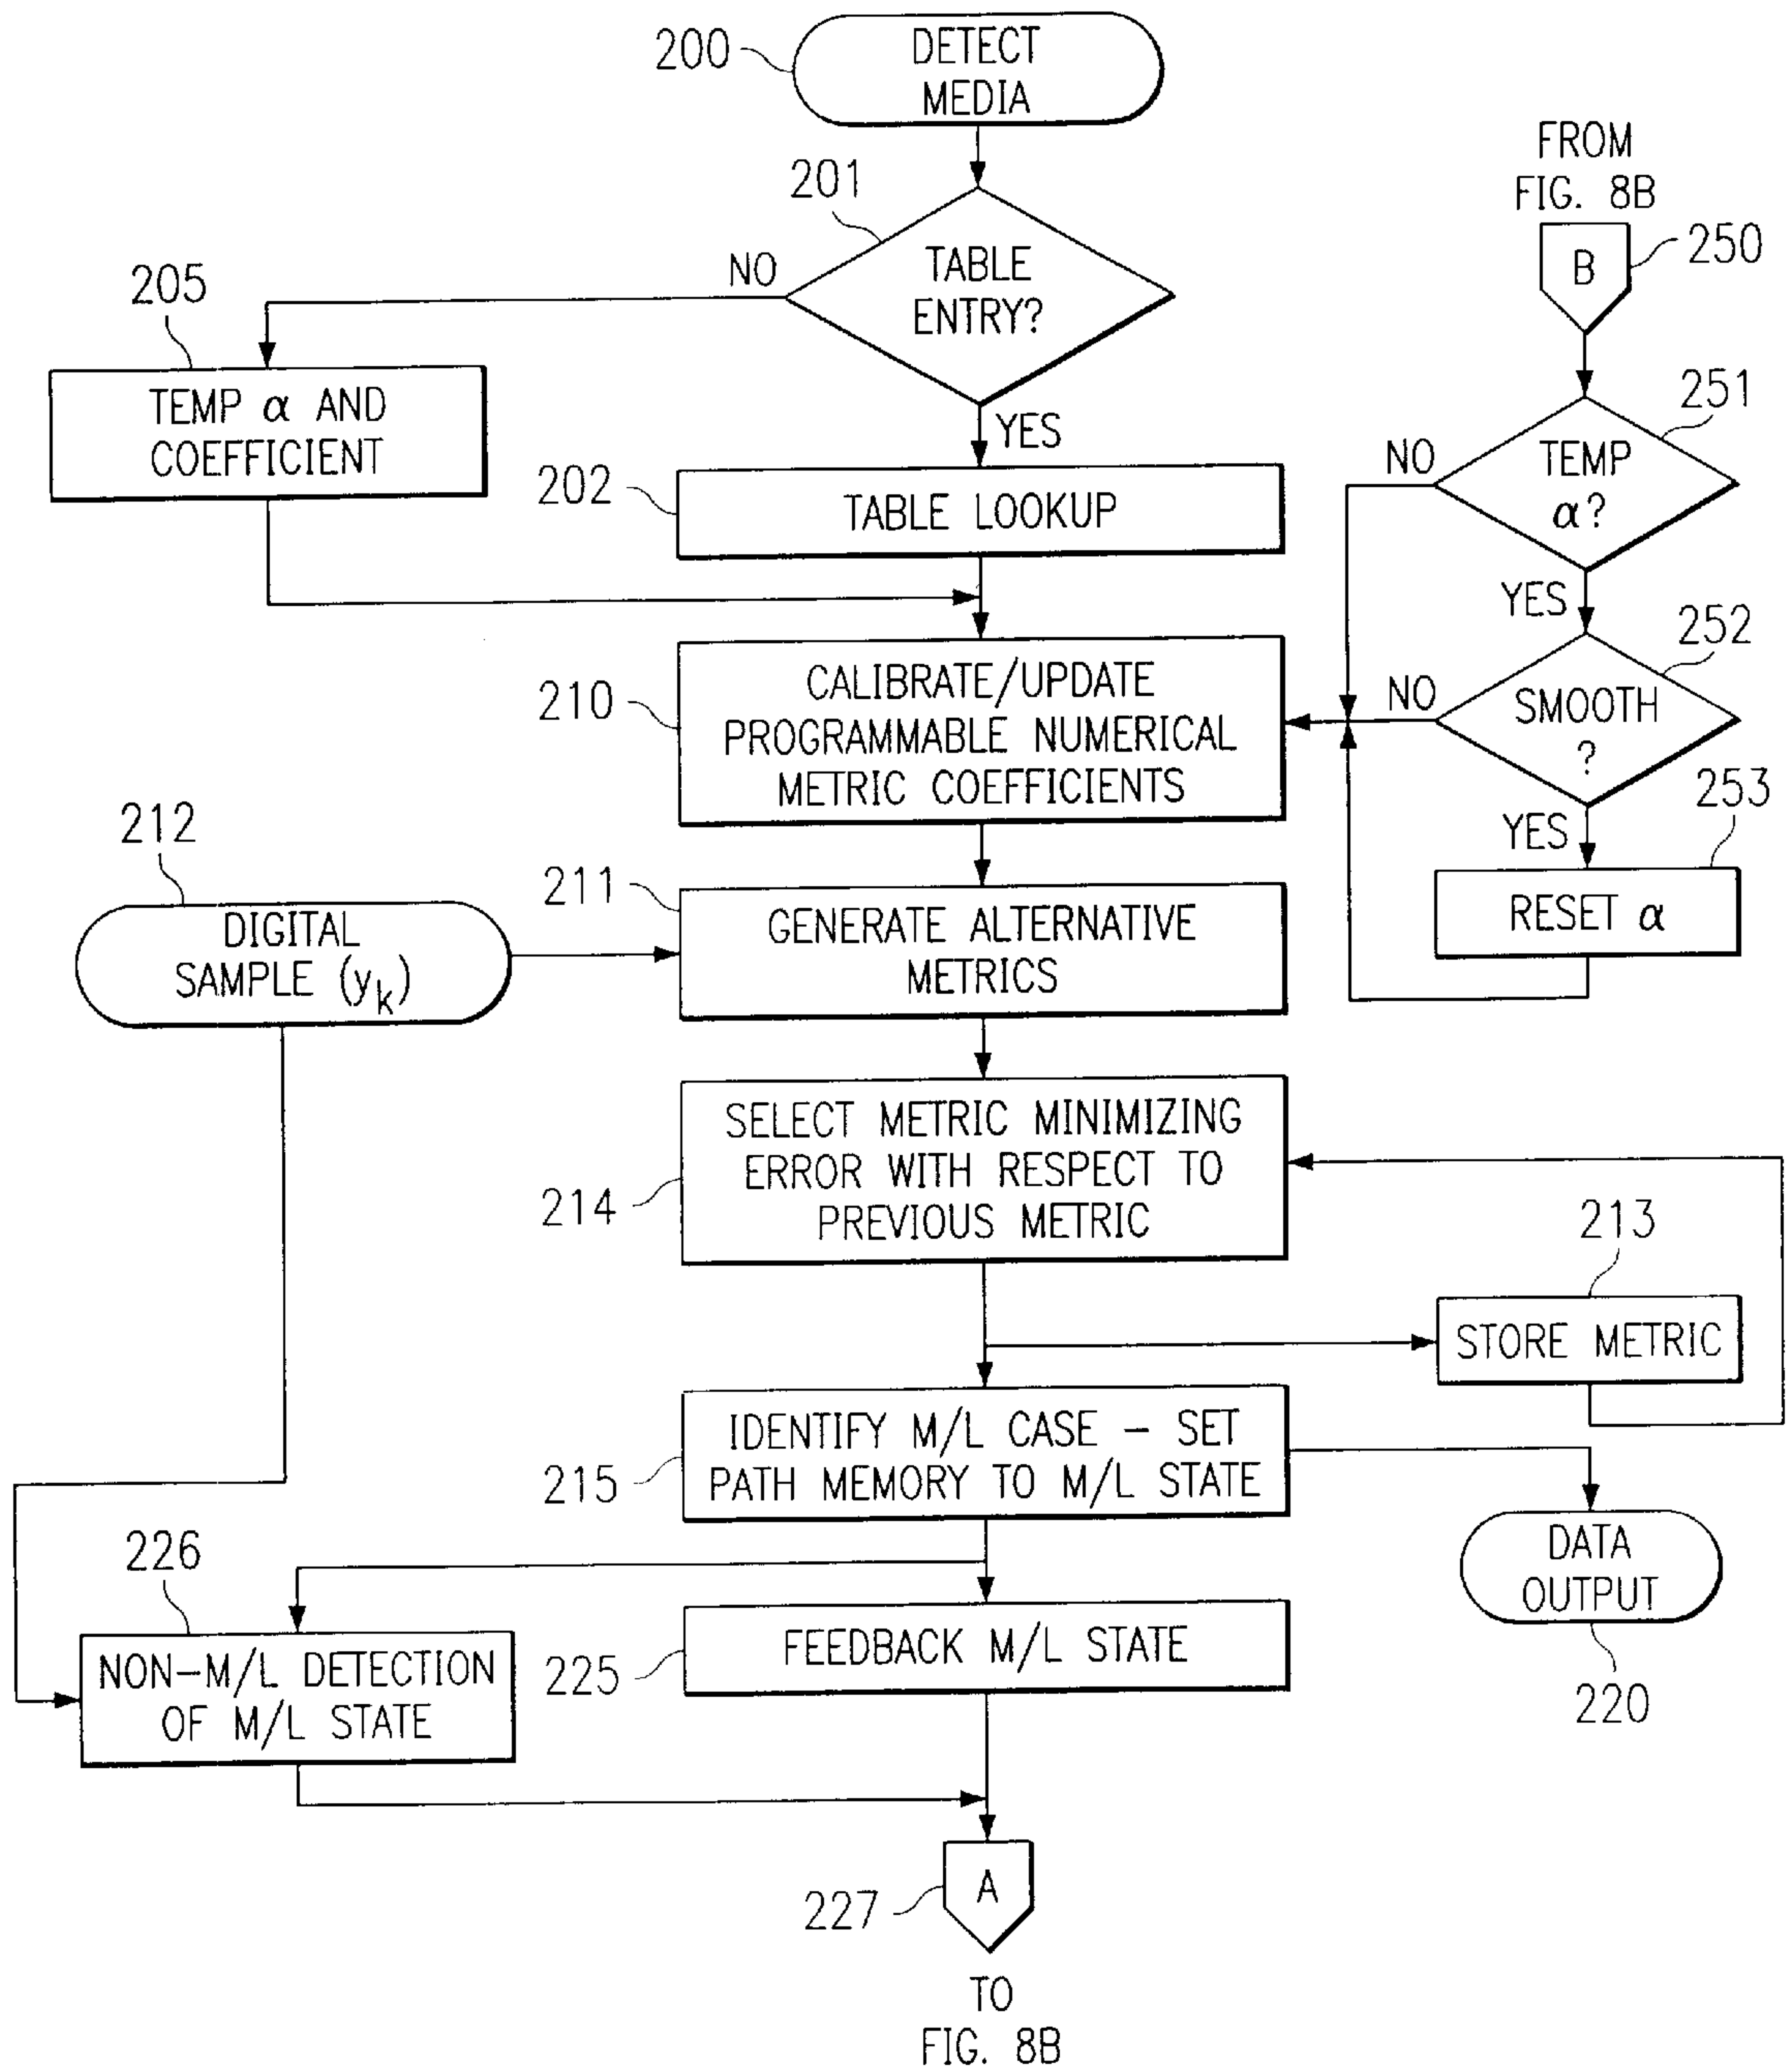 200
DETECT
MEDIA
201
NO
TABLE
ENTRY?
YES
205
TEMP α AND
COEFFICIENT
202
TABLE LOOKUP
FROM
FIG. 8B
B
250
251
NO
TEMP
α?
YES
252
NO
SMOOTH
?
YES
253
RESET α
210
CALIBRATE/UPDATE
PROGRAMMABLE NUMERICAL
METRIC COEFFICIENTS
212
DIGITAL
SAMPLE (yk)
211
GENERATE ALTERNATIVE
METRICS
214
SELECT METRIC MINIMIZING
ERROR WITH RESPECT TO
PREVIOUS METRIC
213
STORE METRIC
215
IDENTIFY M/L CASE – SET
PATH MEMORY TO M/L STATE
DATA
OUTPUT
220
226
NON–M/L DETECTION
OF M/L STATE
225
FEEDBACK M/L STATE
227
A
TO
FIG. 8B